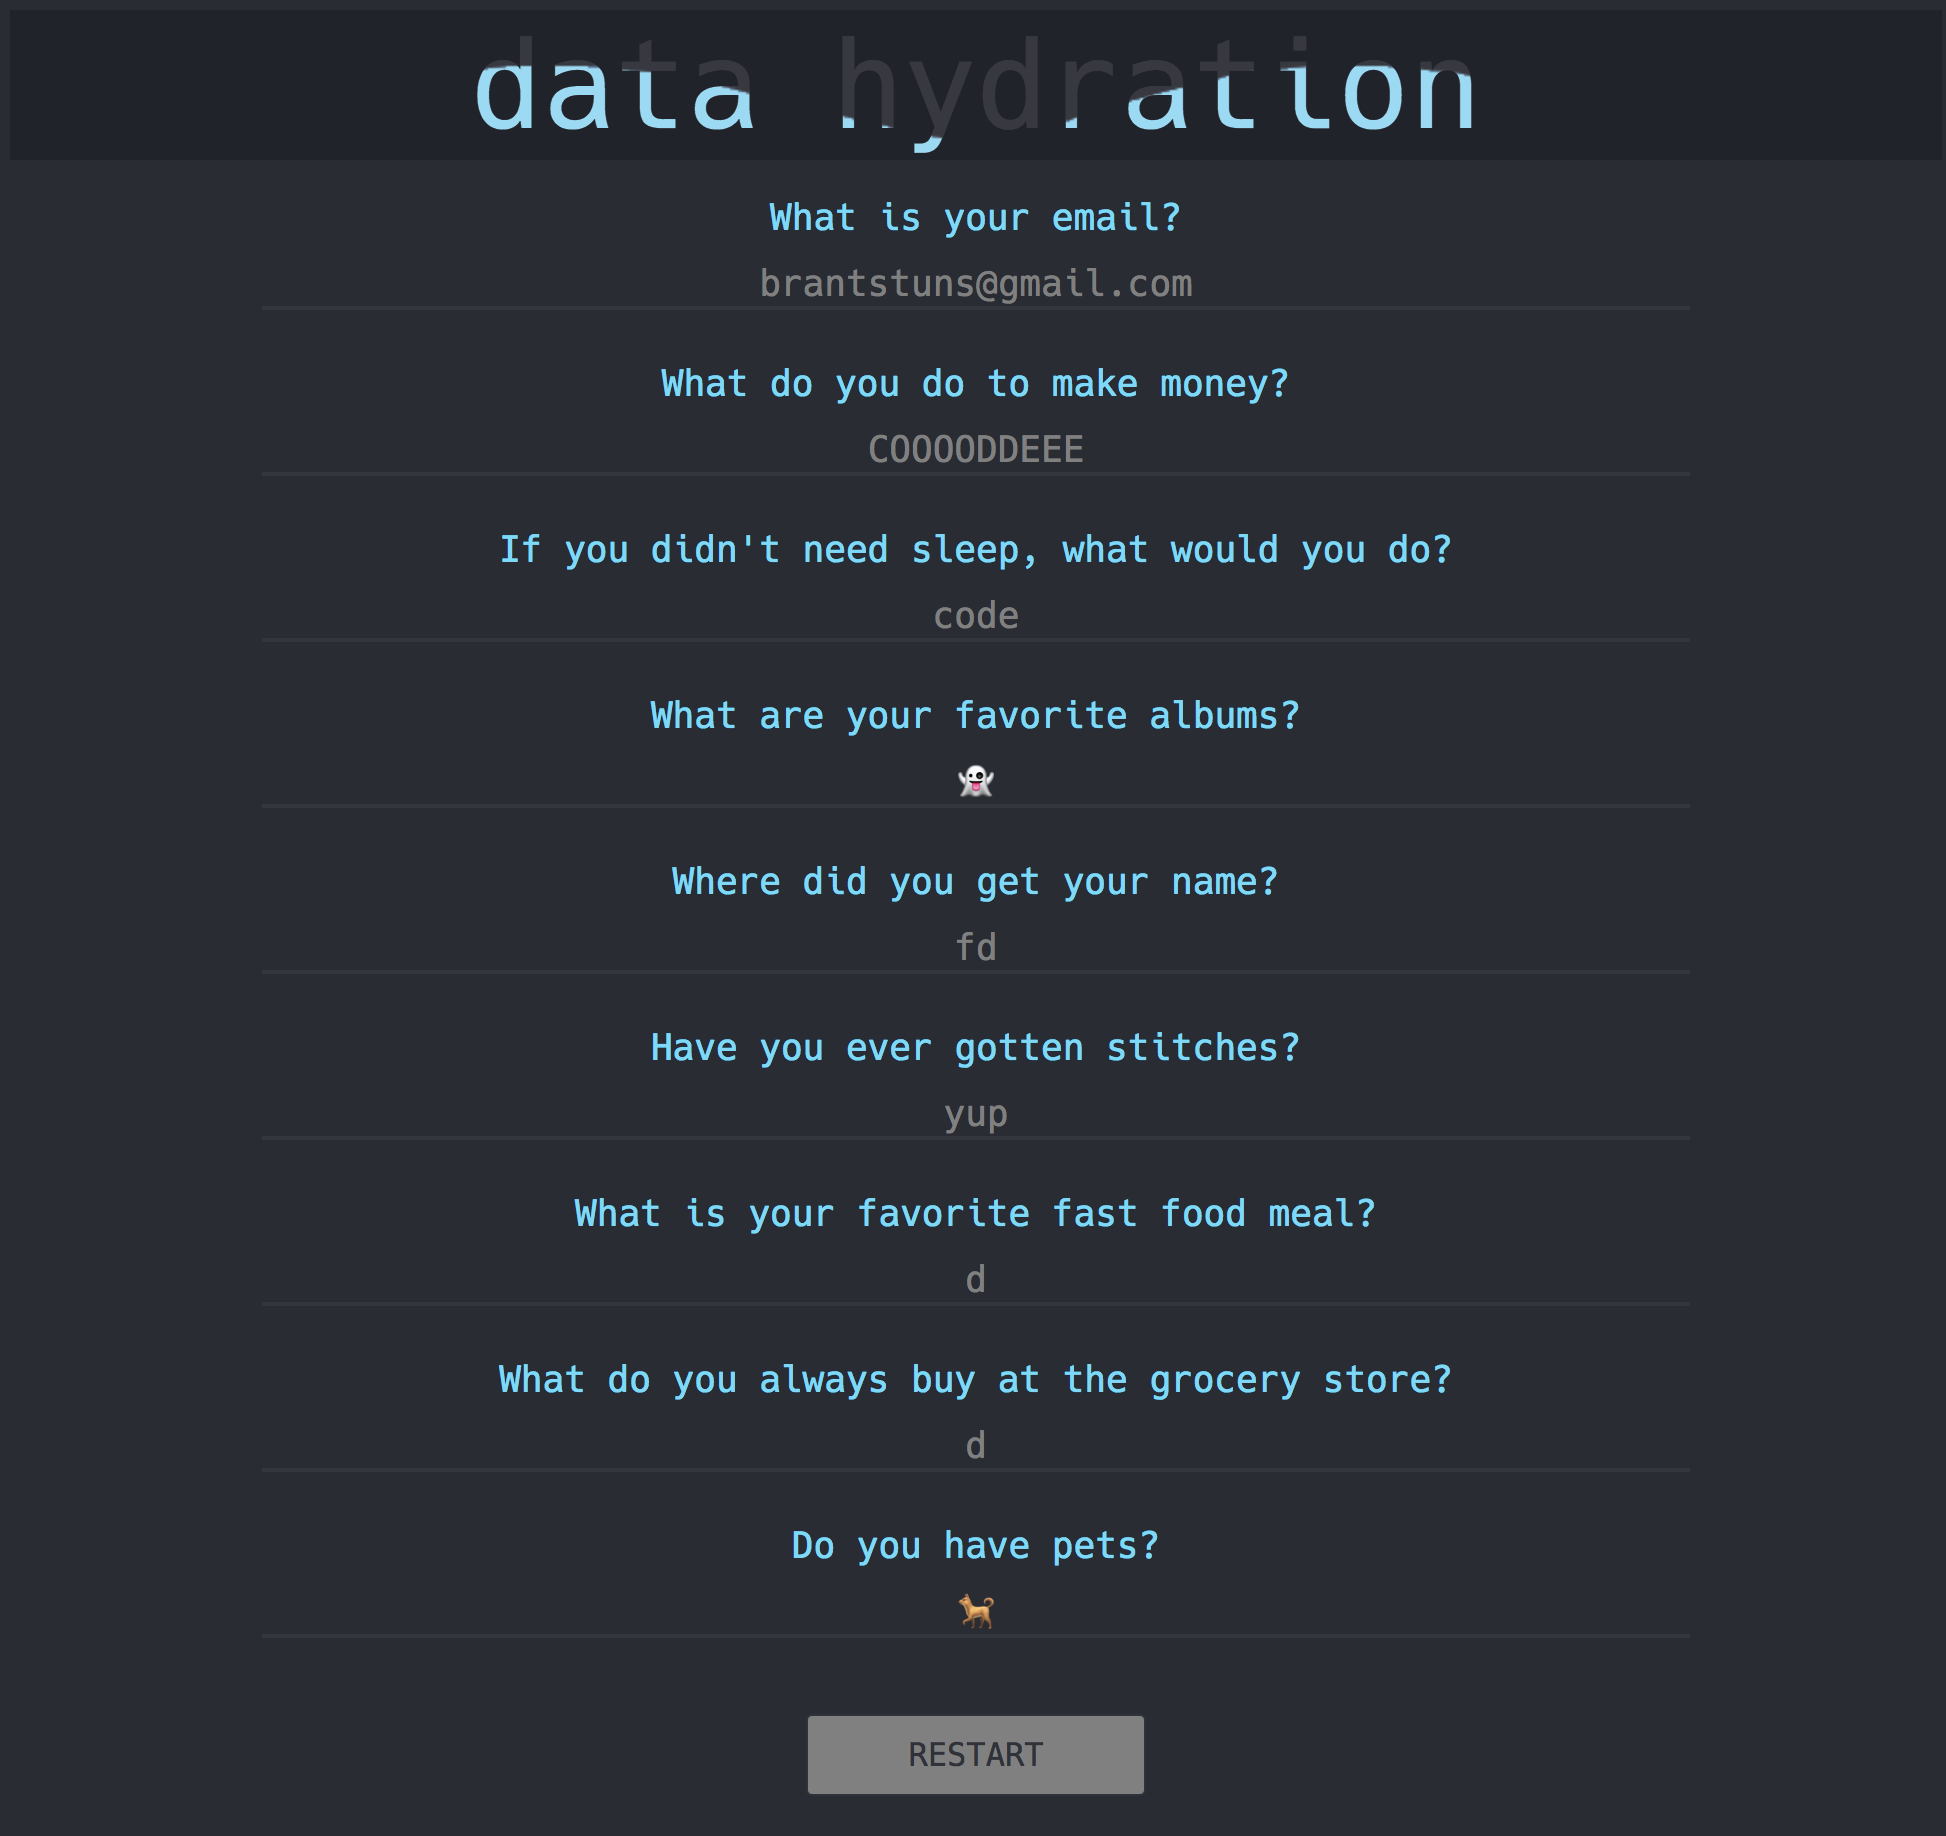 data hydration
What is your email?
brantstuns@gmail.com
What do you do to make money?
COOOODDEEE
If you didn't need sleep, what would you do?
code
What are your favorite albums?
👻
Where did you get your name?
fd
Have you ever gotten stitches?
yup
What is your favorite fast food meal?
d
What do you always buy at the grocery store?
d
Do you have pets?
🐕
RESTART